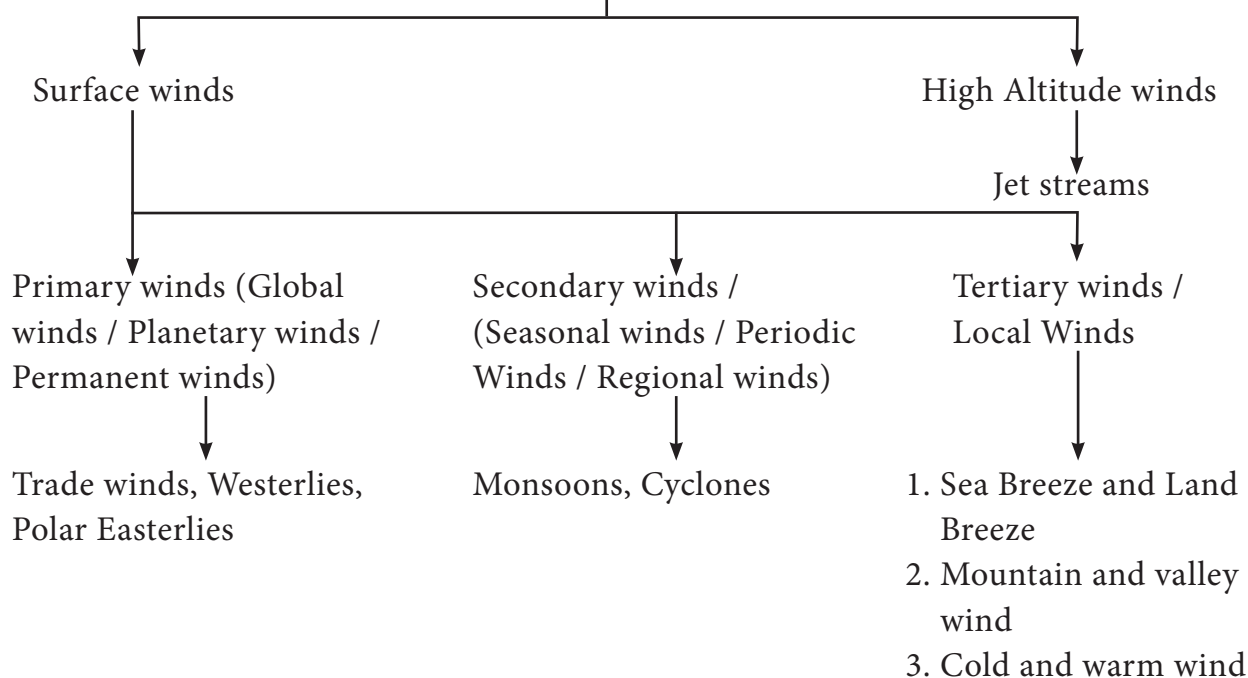 Surface winds
High Altitude winds
Jet streams
Primary winds (Global
winds / Planetary winds /
Permanent winds)
Secondary winds /
(Seasonal winds / Periodic
Winds / Regional winds)
Tertiary winds /
Local Winds
Trade winds, Westerlies,
Polar Easterlies
Monsoons, Cyclones
1. Sea Breeze and Land
Breeze
2. Mountain and valley
wind
3. Cold and warm wind